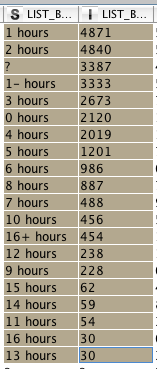 S LIST_B... I LIST_B...
1 hours 4871
2 hours 4840
? 3387
1- hours 3333
3 hours 2673
0 hours 2120
4 hours 2019
5 hours 1201
6 hours 986
8 hours 887
7 hours 488
10 hours 456
16+ hours 454
12 hours 238
9 hours 228
15 hours 62
14 hours 59
11 hours 54
16 hours 30
13 hours 30